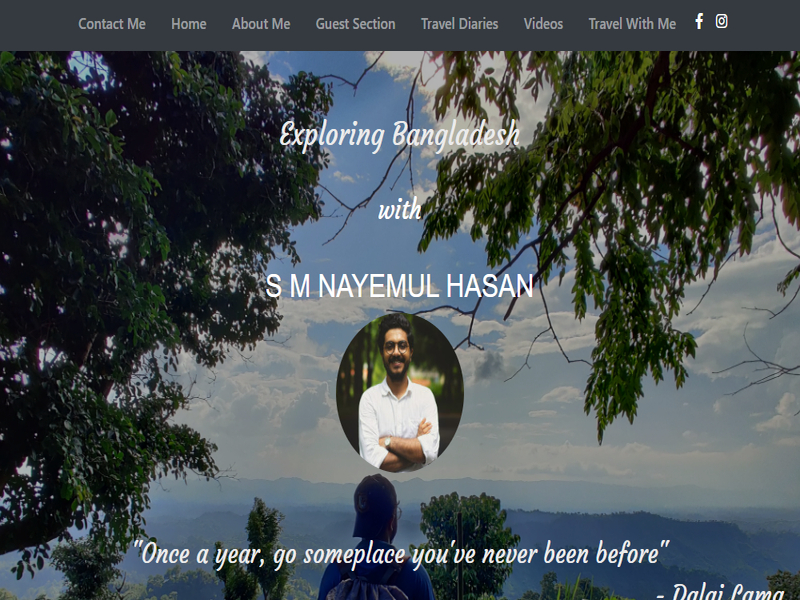 Contact Me Home About Me Guest Section Travel Diaries Videos Travel With Me
Exploring Bangladesh
with
S M NAYEMUL HASAN
"Once a year, go someplace you've never been before"
- Dalai Lama